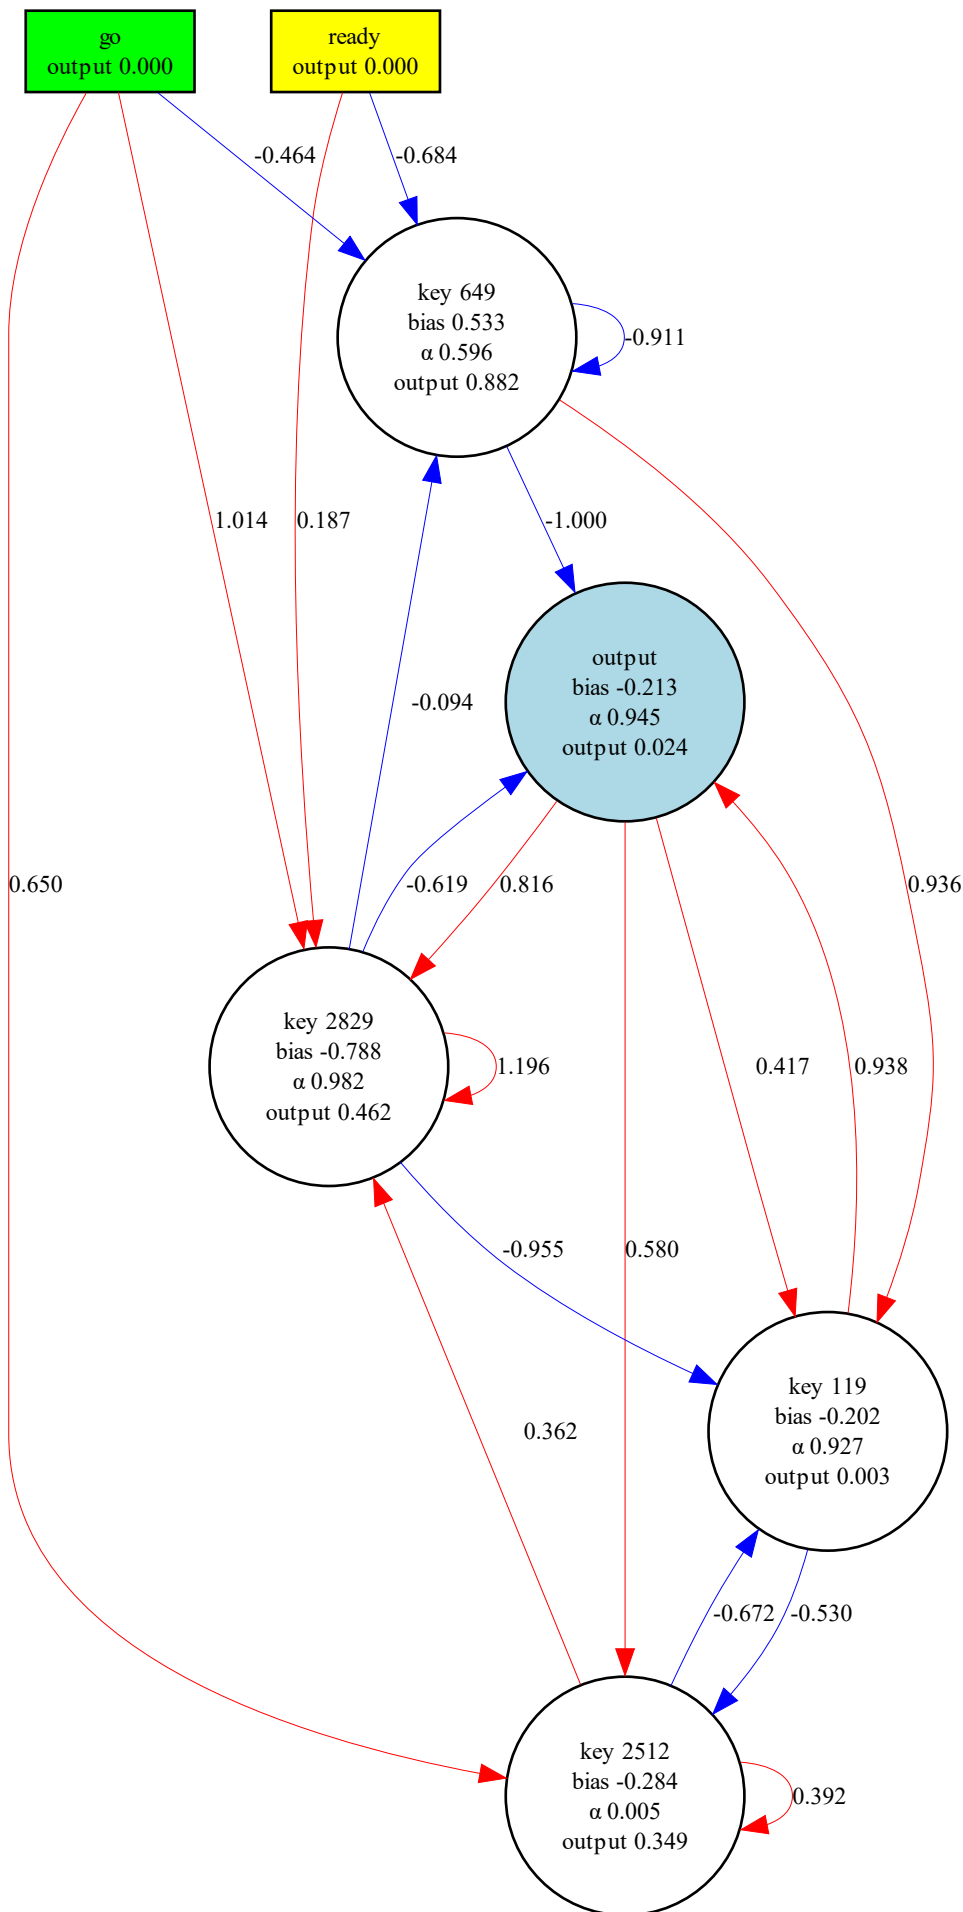 go
output 0.000
ready
output 0.000
-0.464
-0.684
key 649
bias 0.533
α 0.596
output 0.882
-0.911
1.014
0.187
-1.000
output
bias -0.213
α 0.945
output 0.024
-0.094
0.650
-0.619
0.816
0.936
key 2829
bias -0.788
α 0.982
output 0.462
1.196
0.417
0.938
-0.955
0.580
key 119
bias -0.202
α 0.927
output 0.003
0.362
-0.672
-0.530
key 2512
bias -0.284
α 0.005
output 0.349
0.392